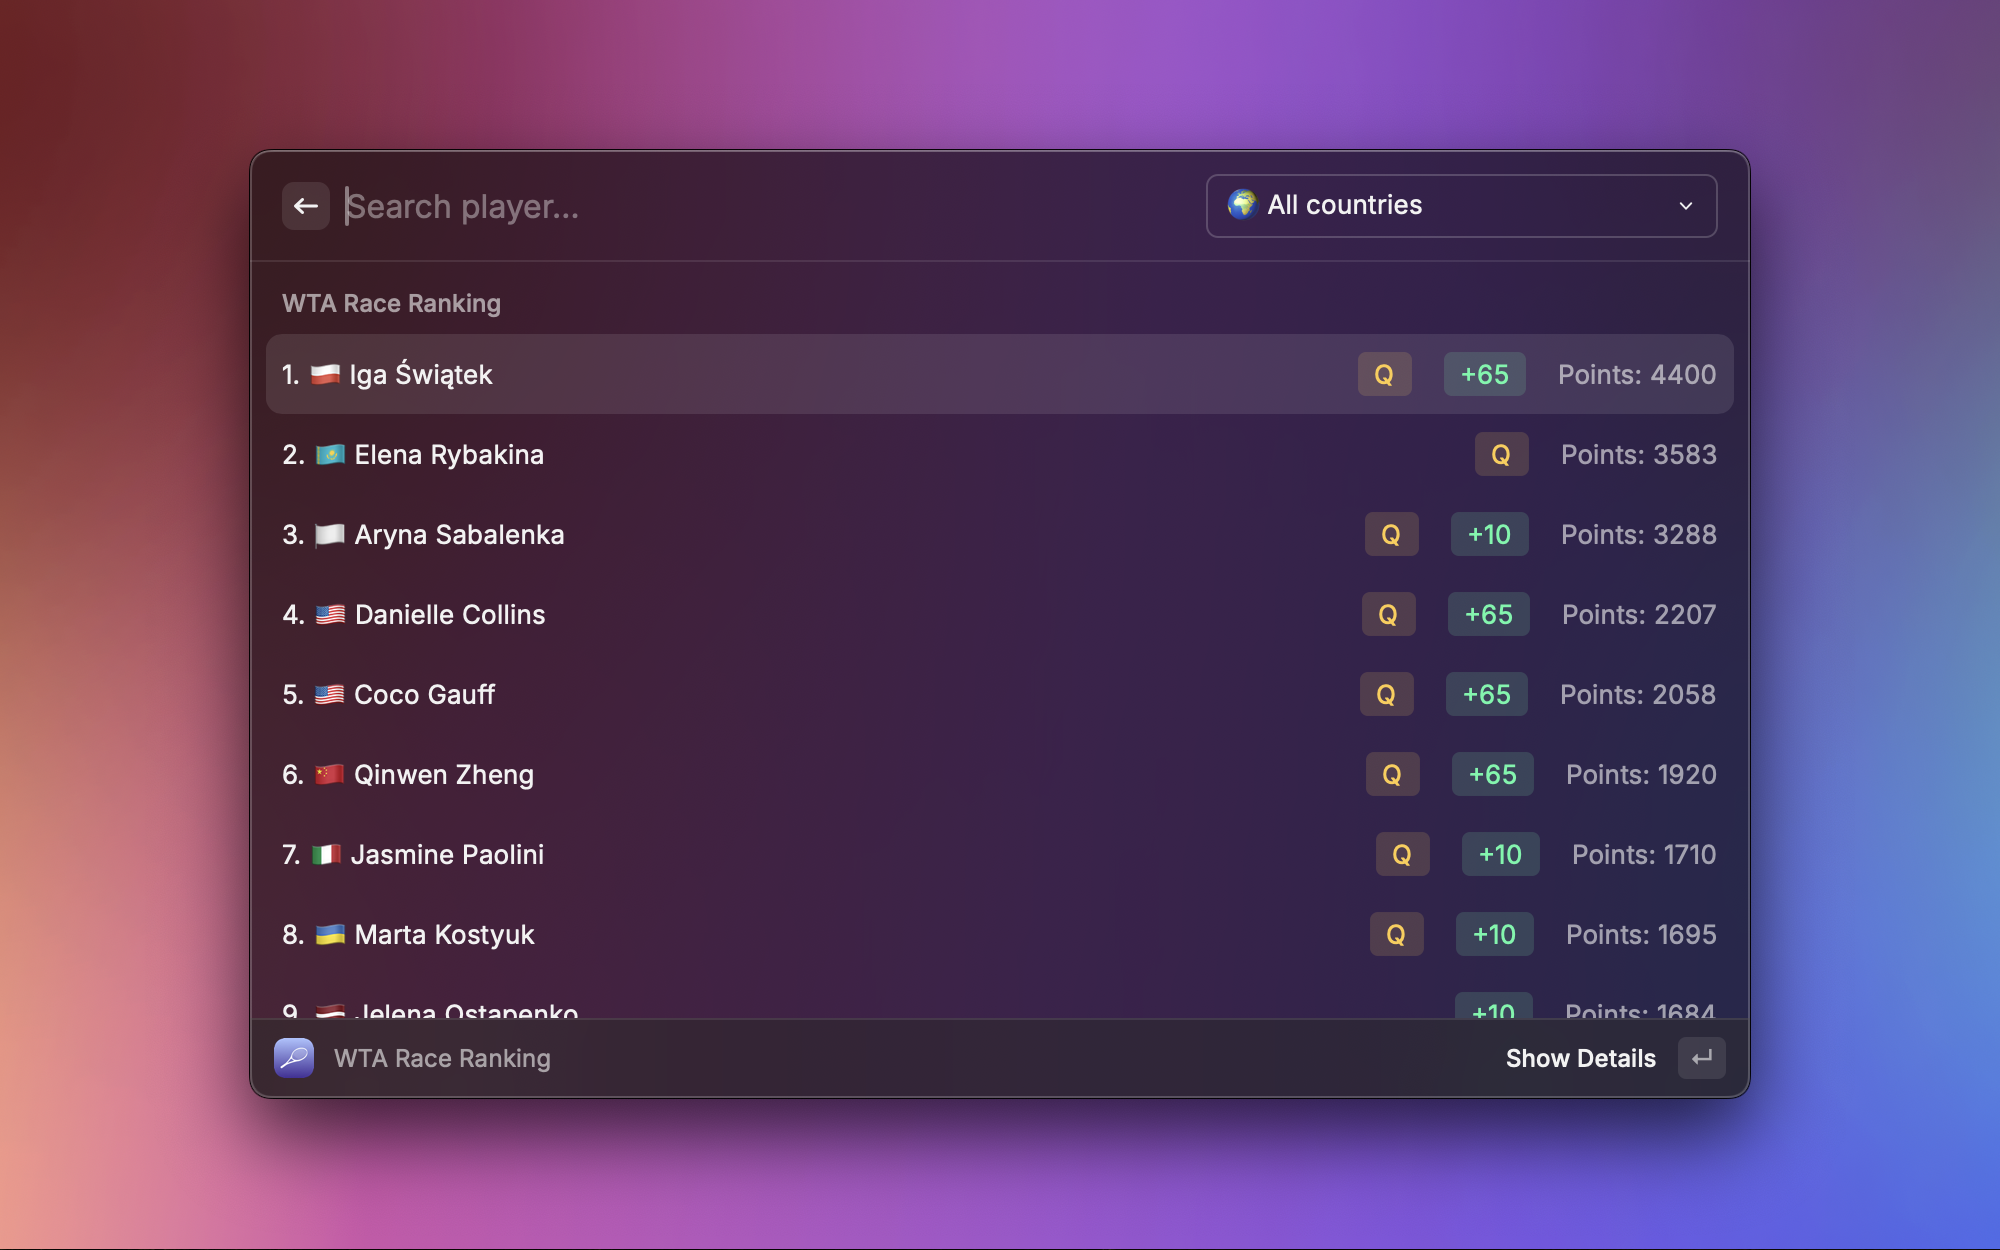 Search player...
All countries
WTA Race Ranking
1. Iga Świątek Q +65 Points: 4400
2. Elena Rybakina Q Points: 3583
3. Aryna Sabalenka Q +10 Points: 3288
4. Danielle Collins Q +65 Points: 2207
5. Coco Gauff Q +65 Points: 2058
6. Qinwen Zheng Q +65 Points: 1920
7. Jasmine Paolini Q +10 Points: 1710
8. Marta Kostyuk Q +10 Points: 1695
9. Jelena Ostapenko +10 Points: 1684
WTA Race Ranking Show Details